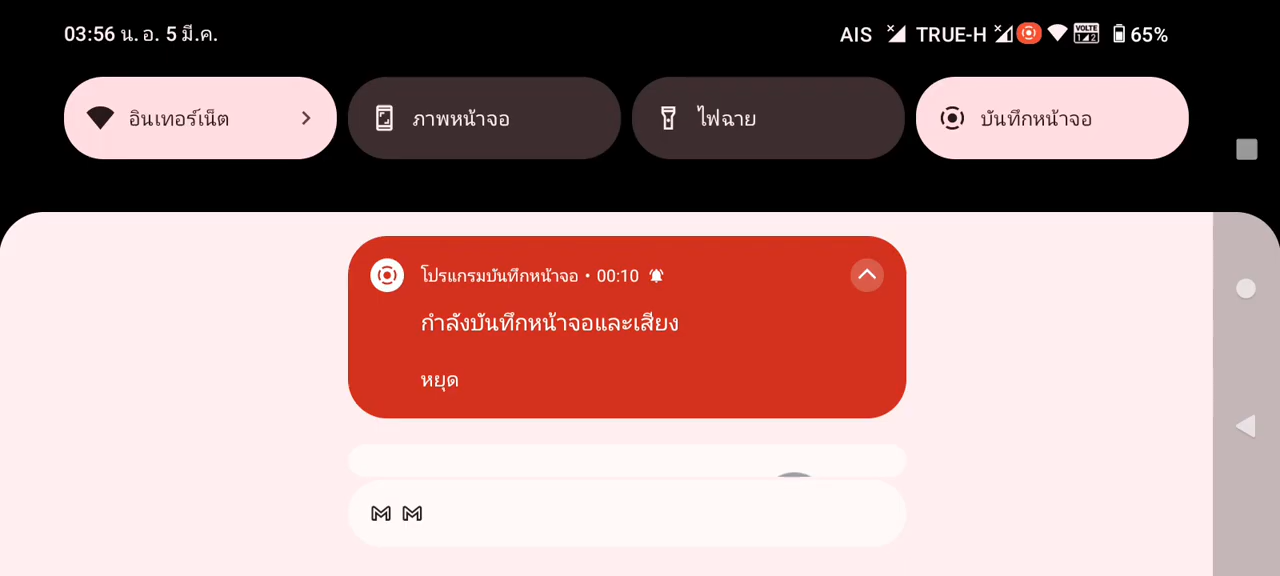 03:56 น. อ. 5 มี.ค.
AIS TRUE-H VOLTE 1 2 65%
อินเทอร์เน็ต
ภาพหน้าจอ
ไฟฉาย
บันทึกหน้าจอ
โปรแกรมบันทึกหน้าจอ • 00:10
กำลังบันทึกหน้าจอและเสียง
หยุด